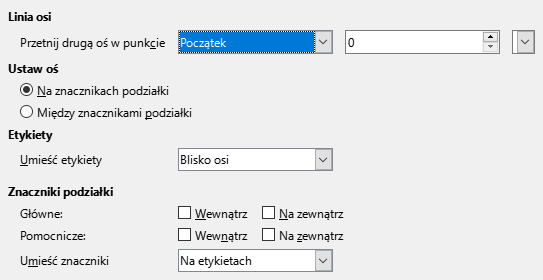 Linia osi
Przetnij drugą oś w punkcie Początek 0
Ustaw oś
Na znacznikach podziałki
Między znacznikami podziałki
Etykiety
Umieść etykiety Blisko osi
Znaczniki podziałki
Główne: Wewnątrz Na zewnątrz
Pomocnicze: Wewnątrz Na zewnątrz
Umieść znaczniki Na etykietach